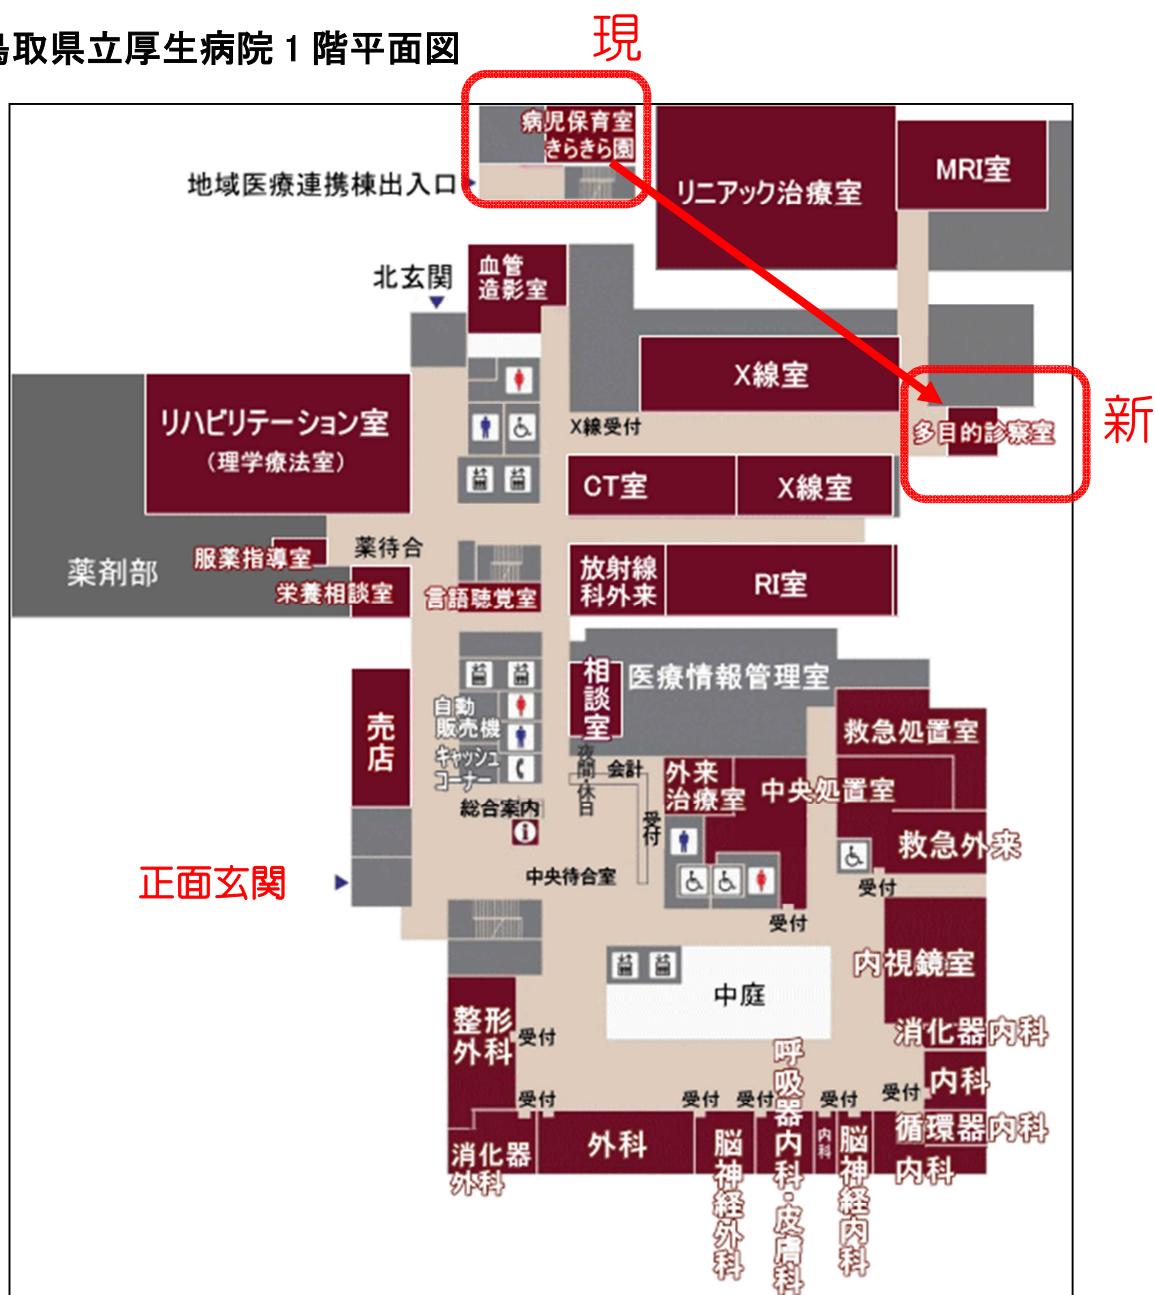 鳥取県立厚生病院1階平面図
現
病児保育室
きらきら園
地域医療連携棟出入口
リニアック治療室
MRI室
北玄関
血管
造影室
X線室
新
リハビリテーション室
(理学療法室)
X線受付
多目的診察室
CT室
X線室
薬待合
服薬指導室
薬剤部
栄養相談室
言語聴覚室
放射線
科外来
RI室
相談室
医療情報管理室
売店
自動
販売機
キャッシュ
コーナー
夜間・休日
会計
受付
外来
治療室
中央処置室
救急処置室
総合案内
救急外来
正面玄関
中央待合室
受付
受付
内視鏡室
中庭
整形
外科
受付
消化器内科
内科
受付
受付
受付
受付
受付
循環器内科
内科
消化器
外科
外科
脳神経外科
呼吸器内科・皮膚科
内科
脳神経内科